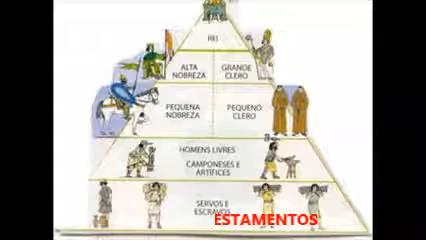 REI
ALTA NOBREZA
GRANDE CLERO
PEQUENA NOBREZA
PEQUENO CLERO
HOMENS LIVRES
CAMPONESES E
ARTÍFICES
SERVOS E
ESCRAVOS
ESTAMENTOS